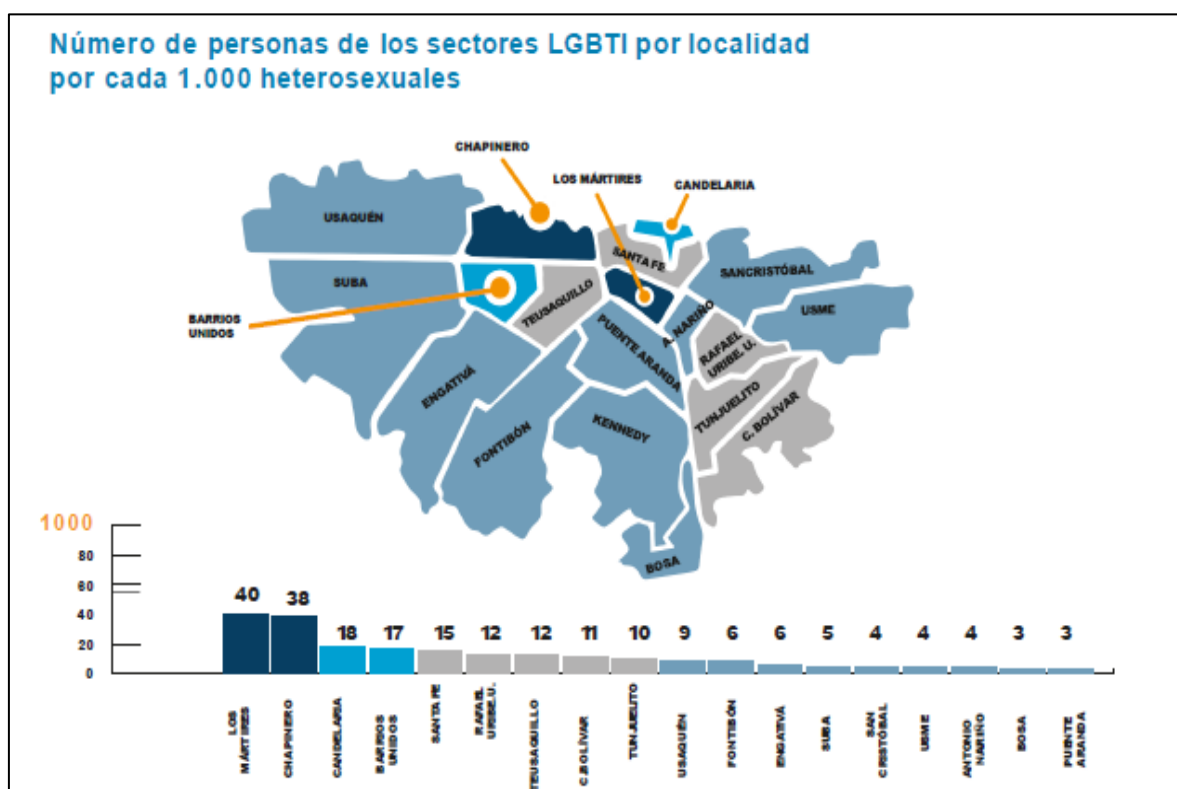 Número de personas de los sectores LGBTI por localidad
por cada 1.000 heterosexuales
CHAPINERO
LOS MÁRTIRES
CANDELARIA
USAQUÉN
SANTA FE
SANCRISTÓBAL
SUBA
TEUSAQUILLO
A. NARIÑO
USME
BARRIOS
UNIDOS
PUENTE ARANDA
RAFAEL
URIBE. U.
ENGATIVÁ
TUNJUELITO
C. BOLÍVAR
FONTIBÓN
KENNEDY
BOSA
1000
80
60
40
20
0
40
38
18
17
15
12
12
11
10
9
6
6
5
4
4
4
3
3
LOS
MÁRTIRES
CHAPINERO
CANDELARIA
BARRIOS
UNIDOS
SANTA FE
RAFAEL
URIBE.U.
TEUSAQUILLO
C.BOLÍVAR
TUNJUELITO
USAQUÉN
FONTIBÓN
ENGATIVÁ
SUBA
SAN
CRISTÓBAL
USME
ANTONIO
NARIÑO
BOSA
PUENTE
ARANDA